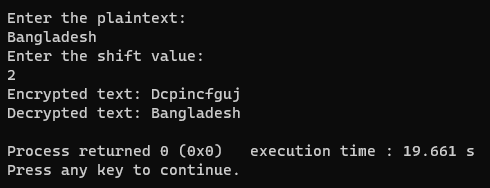 Enter the plaintext:
Bangladesh
Enter the shift value:
2
Encrypted text: Dcpincfguj
Decrypted text: Bangladesh
Process returned 0 (0x0)   execution time : 19.661 s
Press any key to continue.